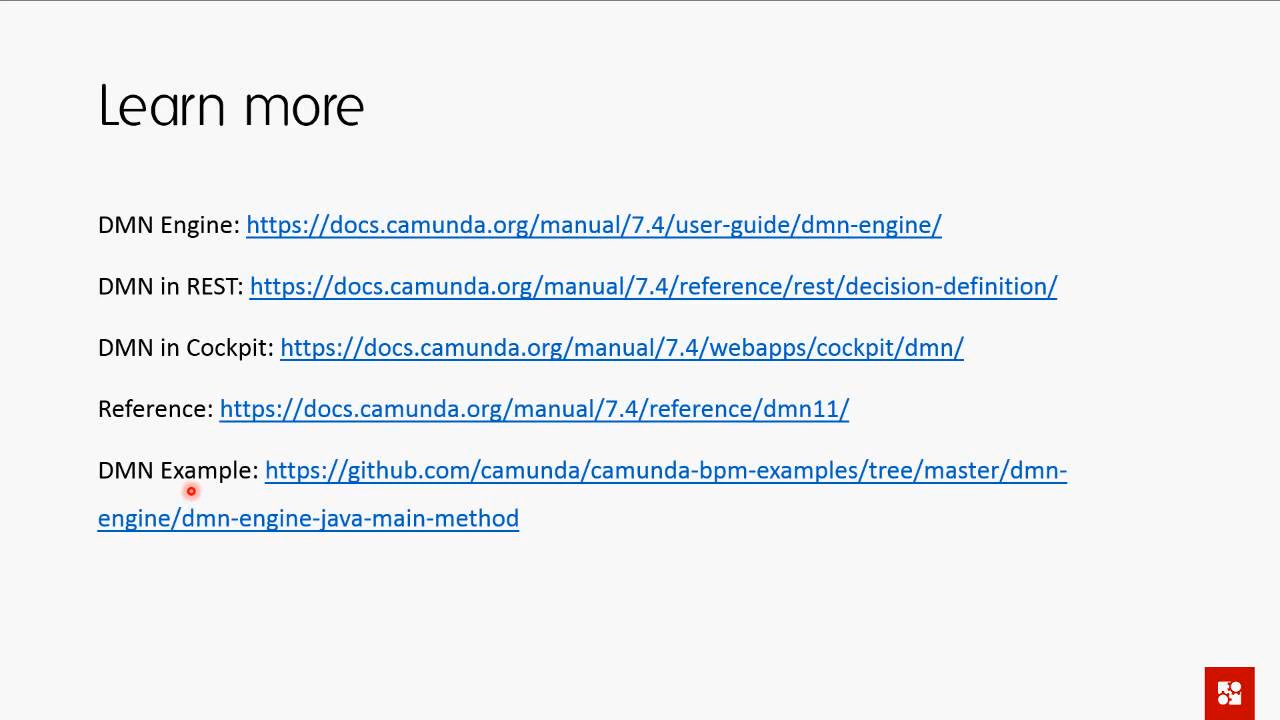 Learn more
DMN Engine: https://docs.camunda.org/manual/7.4/user-guide/dmn-engine/
DMN in REST: https://docs.camunda.org/manual/7.4/reference/rest/decision-definition/
DMN in Cockpit: https://docs.camunda.org/manual/7.4/webapps/cockpit/dmn/
Reference: https://docs.camunda.org/manual/7.4/reference/dmn11/
DMN Example: https://github.com/camunda/camunda-bpm-examples/tree/master/dmn-
engine/dmn-engine-java-main-method